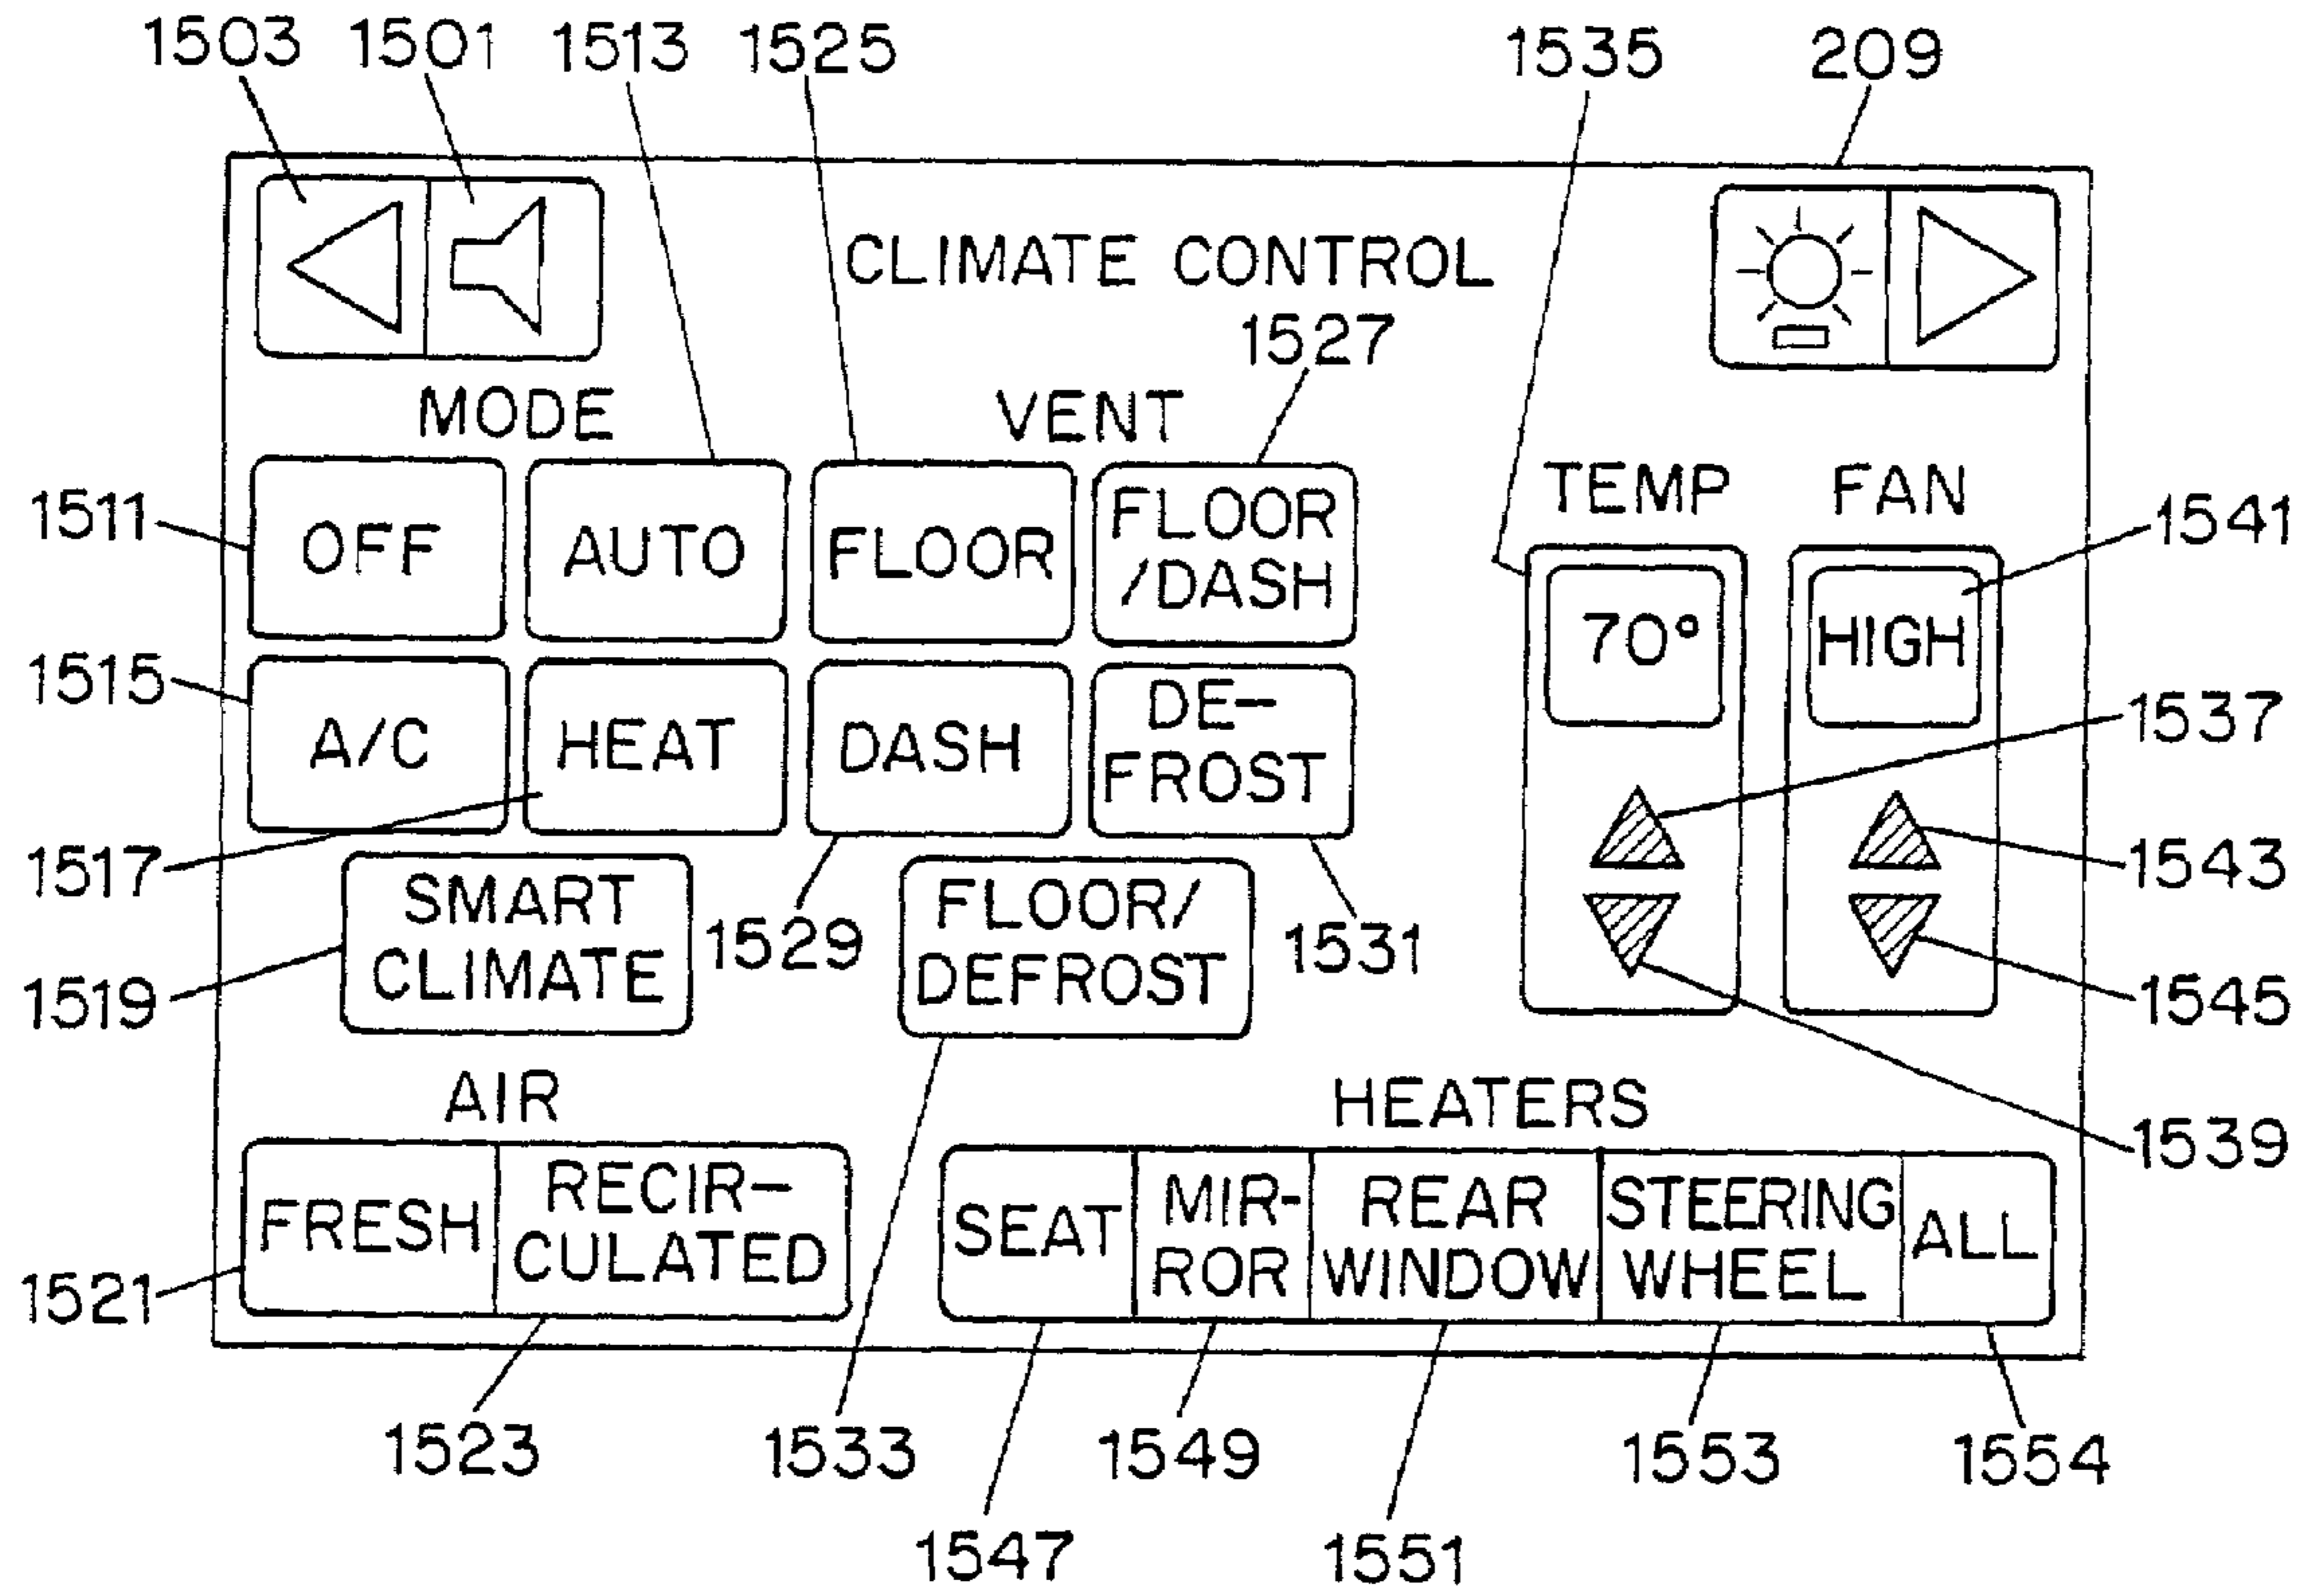 1503 1501 1513 1525 1535 209
CLIMATE CONTROL
1527
MODE VENT
TEMP FAN
1511 OFF AUTO FLOOR FLOOR
/DASH
70° HIGH 1541
1515 A/C HEAT DASH DE-
FROST
1537
1517
1543
1519 SMART
CLIMATE
1529 FLOOR/
DEFROST
1531
1545
AIR HEATERS
1539
FRESH RECIR-
CULATED
SEAT MIR-
ROR
REAR
WINDOW
STEERING
WHEEL
ALL
1521
1523 1533 1549 1553 1554
1547 1551